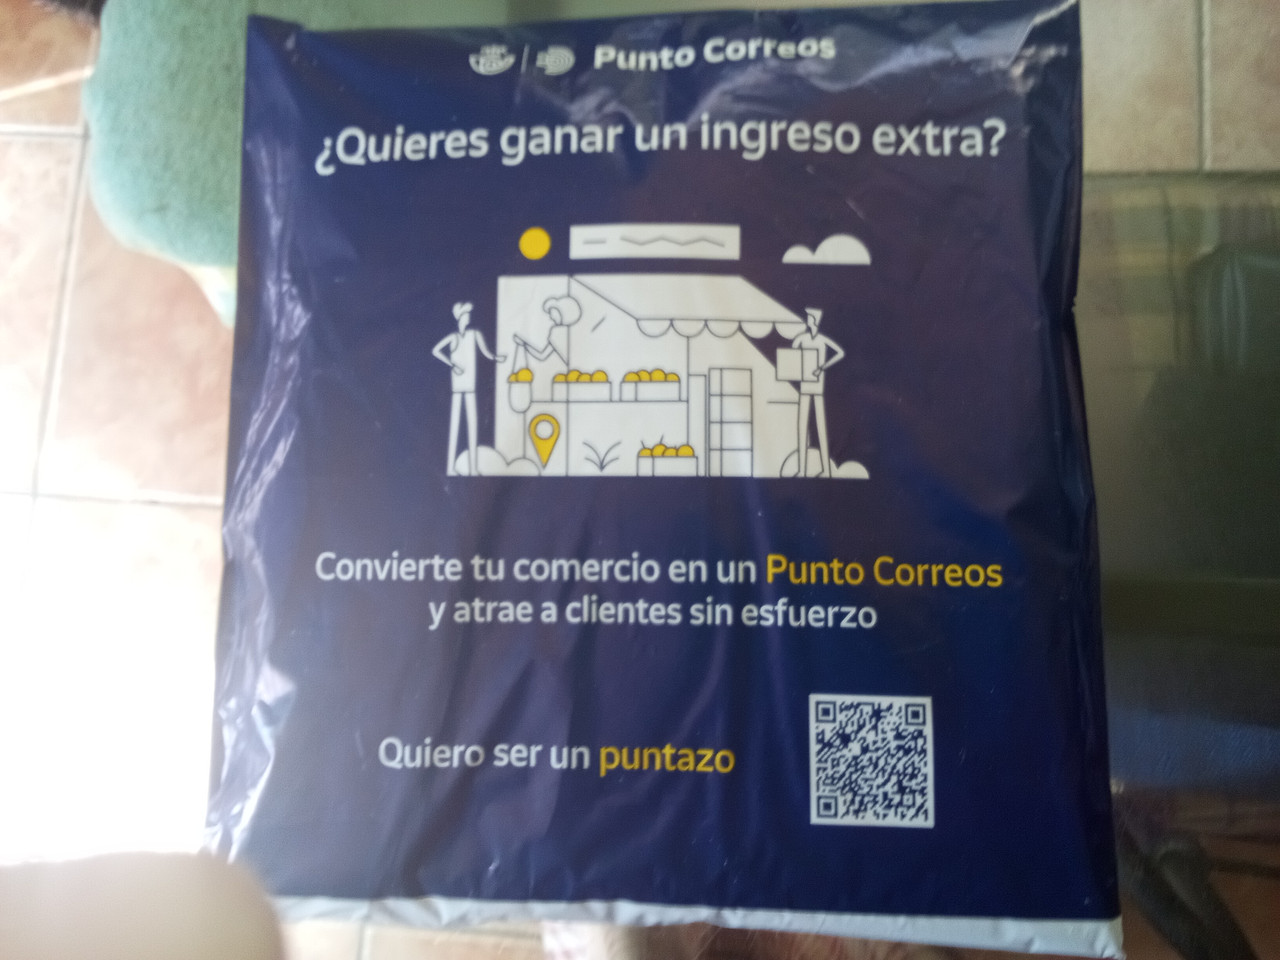 Punto Correos
¿Quieres ganar un ingreso extra?
Convierte tu comercio en un Punto Correos
y atrae a clientes sin esfuerzo
Quiero ser un puntazo